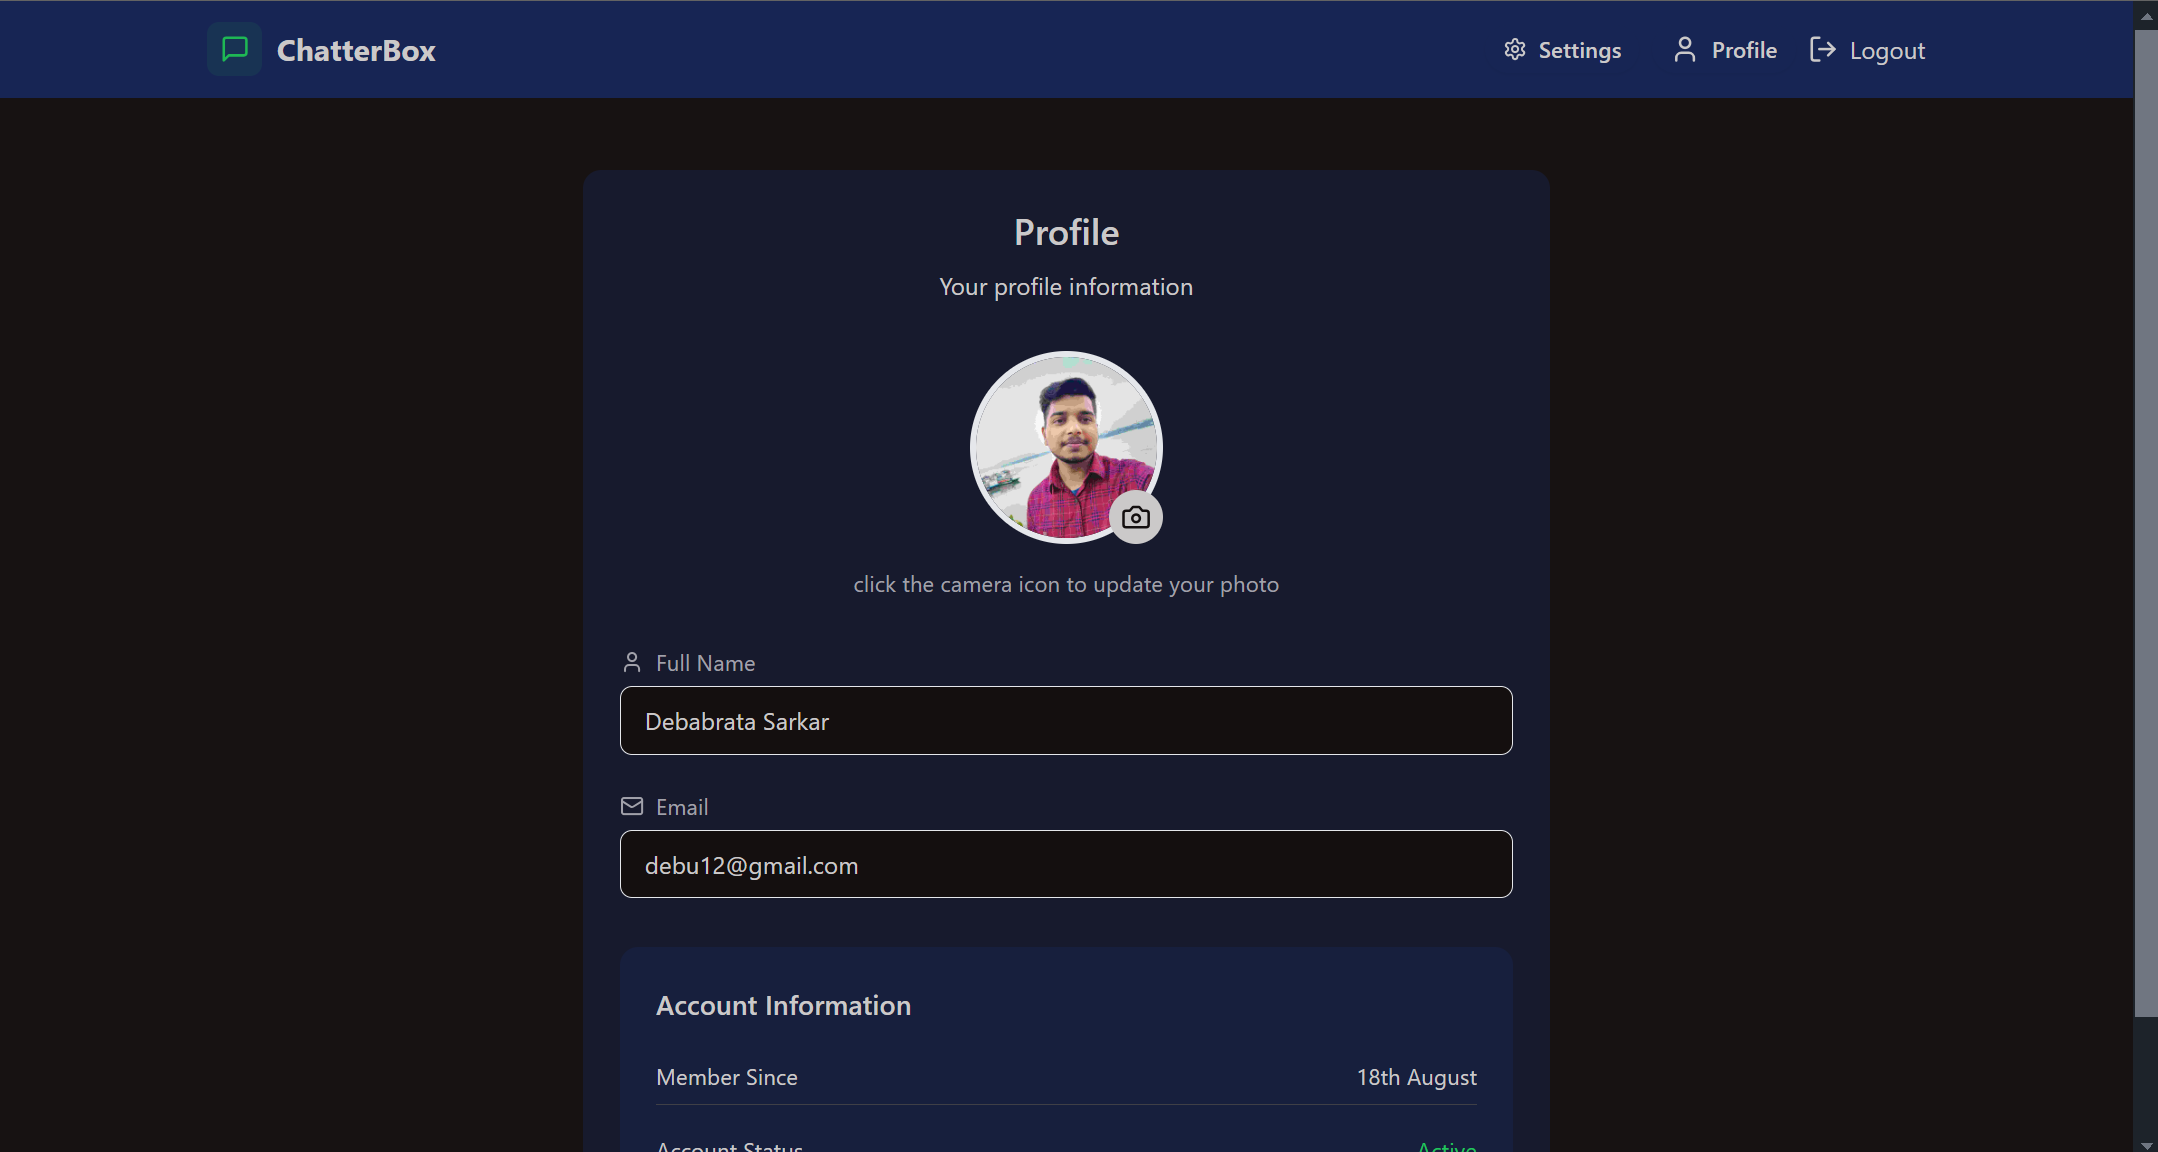 ChatterBox Settings Profile Logout
Profile
Your profile information
click the camera icon to update your photo
Full Name
Debabrata Sarkar
Email
debu12@gmail.com
Account Information
Member Since 18th August
Account Status Active